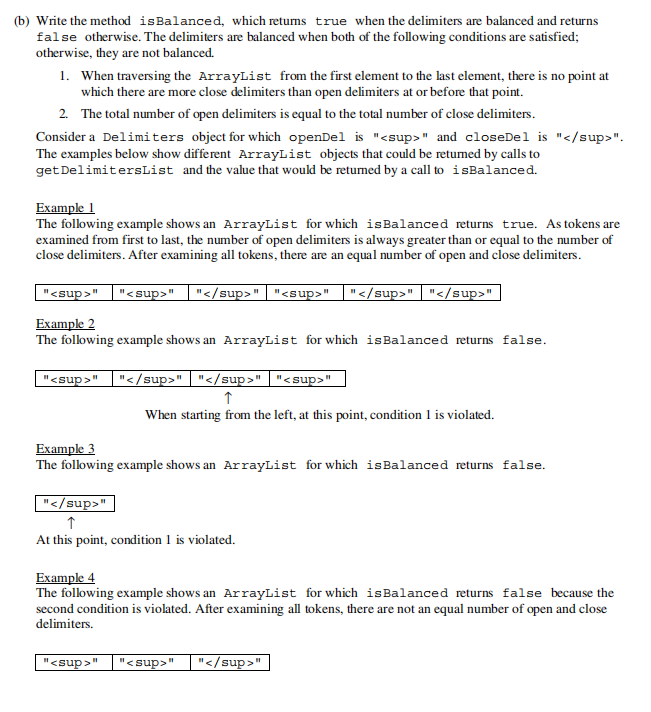 (b) Write the method isBalanced, which returns true when the delimiters are balanced and returns
false otherwise. The delimiters are balanced when both of the following conditions are satisfied;
otherwise, they are not balanced.
1. When traversing the ArrayList from the first element to the last element, there is no point at
which there are more close delimiters than open delimiters at or before that point.
2. The total number of open delimiters is equal to the total number of close delimiters.
Consider a Delimiters object for which openDel is "<sup>" and closeDel is "</sup>".
The examples below show different ArrayList objects that could be returned by calls to
getDelimitersList and the value that would be returned by a call to isBalanced.
Example 1
The following example shows an ArrayList for which isBalanced returns true. As tokens are
examined from first to last, the number of open delimiters is always greater than or equal to the number of
close delimiters. After examining all tokens, there are an equal number of open and close delimiters.
"<sup>" "<sup>" "</sup>" "<sup>" "</sup>" "</sup>"
Example 2
The following example shows an ArrayList for which isBalanced returns false.
"<sup>" "</sup>" "</sup>" "<sup>"
↑
When starting from the left, at this point, condition 1 is violated.
Example 3
The following example shows an ArrayList for which isBalanced returns false.
"</sup>"
↑
At this point, condition 1 is violated.
Example 4
The following example shows an ArrayList for which isBalanced returns false because the
second condition is violated. After examining all tokens, there are not an equal number of open and close
delimiters.
"<sup>" "<sup>" "</sup>"